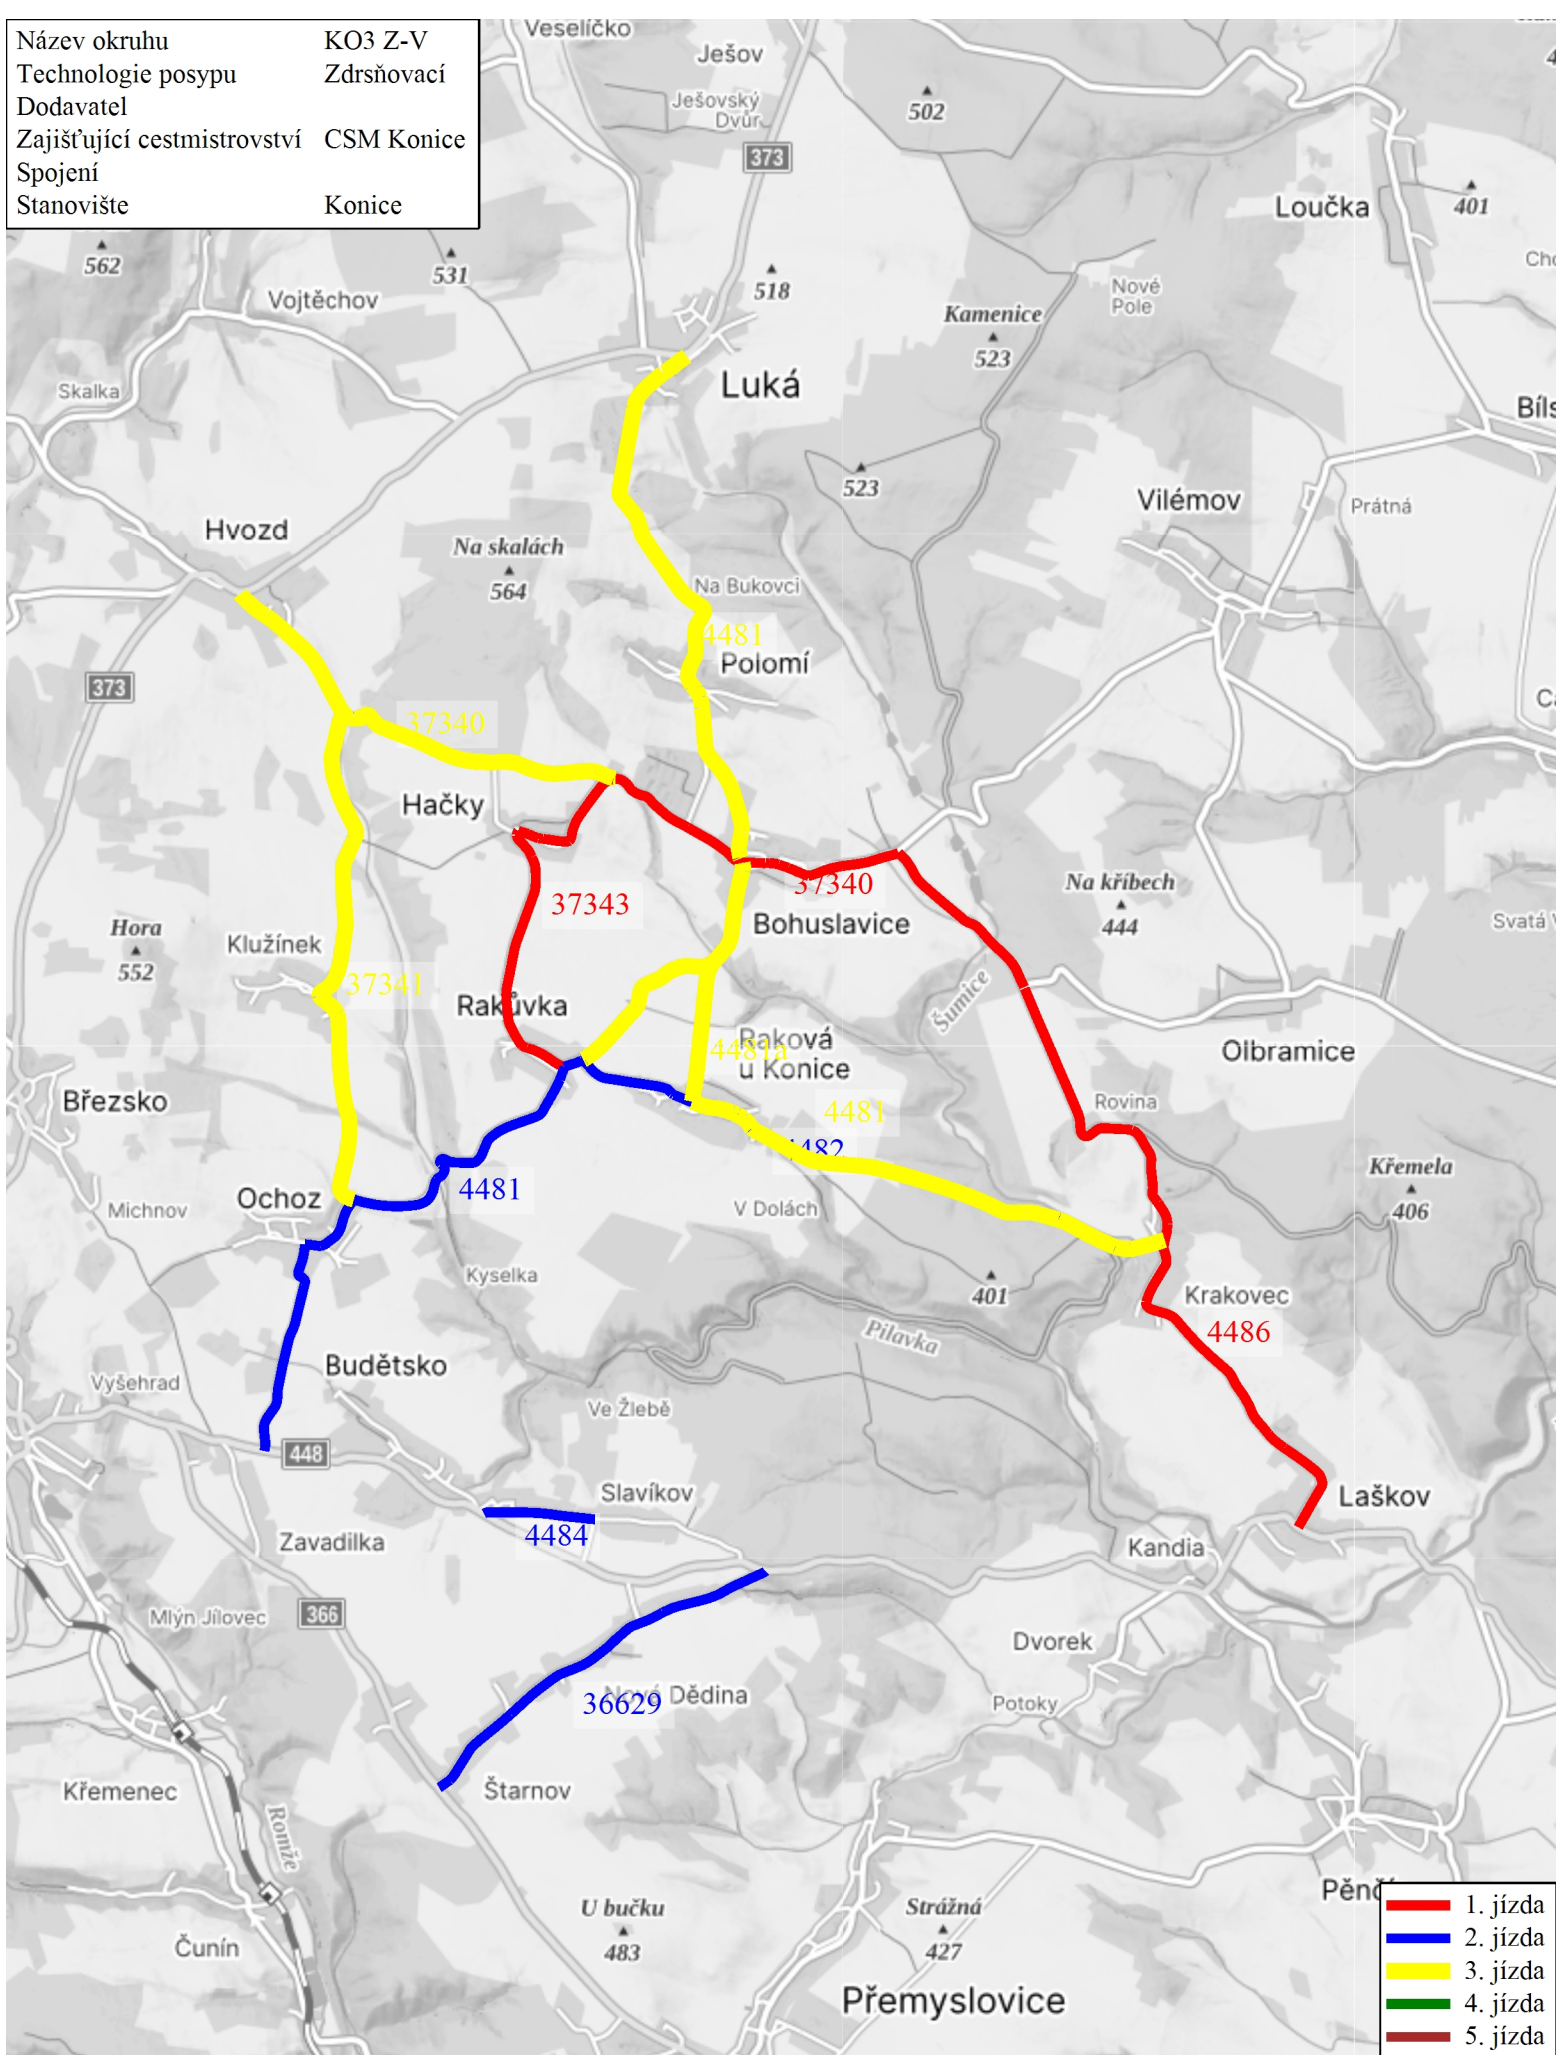 Název okruhu KO3 Z-V
Technologie posypu Zdrsňovací
Dodavatel
Zajišťující cestmistrovství CSM Konice
Spojení
Stanoviště Konice
Veselíčko
Ješov
Ješovský
Dvůr
502
373
401
Loučka
562
531
518
Vojtěchov
Nové
Pole
Kamenice
523
Skalka
Luká
523
Vilémov
Prátná
Hvozd
Na skalách
564
Na Bukovci
4481
Polomí
373
37340
Hačky
37340
37343
Na kříbech
444
Bohuslavice
Hora
552
Klužínek
37341
Rakůvka
Šumice
Raková
u Konice
4481a
Olbramice
Březsko
Rovina
4481
4482
Křemela
406
4481
Ochoz
Michnov
V Dolách
Kyselka
401
Krakovec
4486
Pilavka
Budětsko
Vyšehrad
Ve Žlebě
448
Slavíkov
Laškov
4484
Zavadilka
Kandia
Mlýn Jílovec
366
Dvorek
36629
Nová Dědina
Potoky
Křemenec
Štarnov
Romže
U bučku
483
Strážná
427
Čunín
Přemyslovice
1. jízda
2. jízda
3. jízda
4. jízda
5. jízda